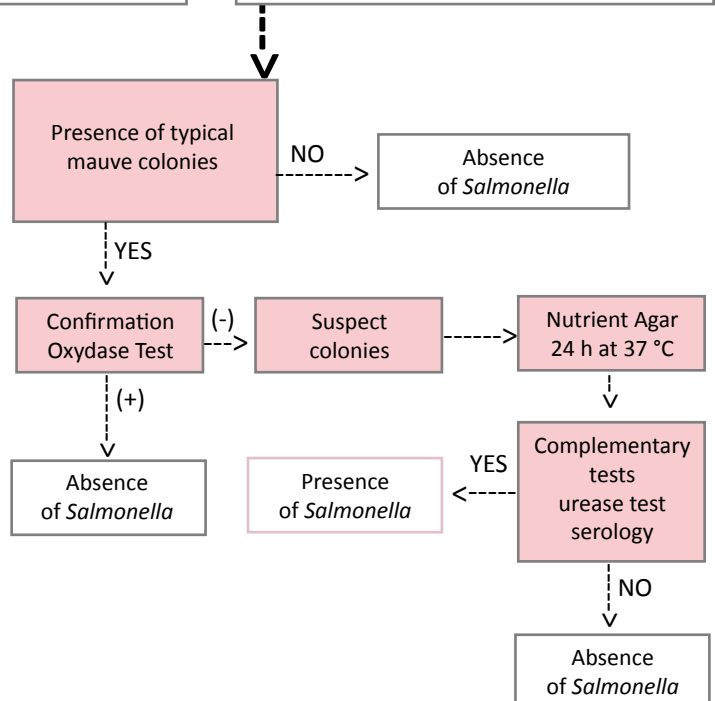 Presence of typical
mauve colonies
NO
Absence
of Salmonella
YES
Confirmation
Oxydase Test
(-)
Suspect
colonies
Nutrient Agar
24 h at 37 °C
(+)
Absence
of Salmonella
Presence
of Salmonella
YES
Complementary
tests
urease test
serology
NO
Absence
of Salmonella